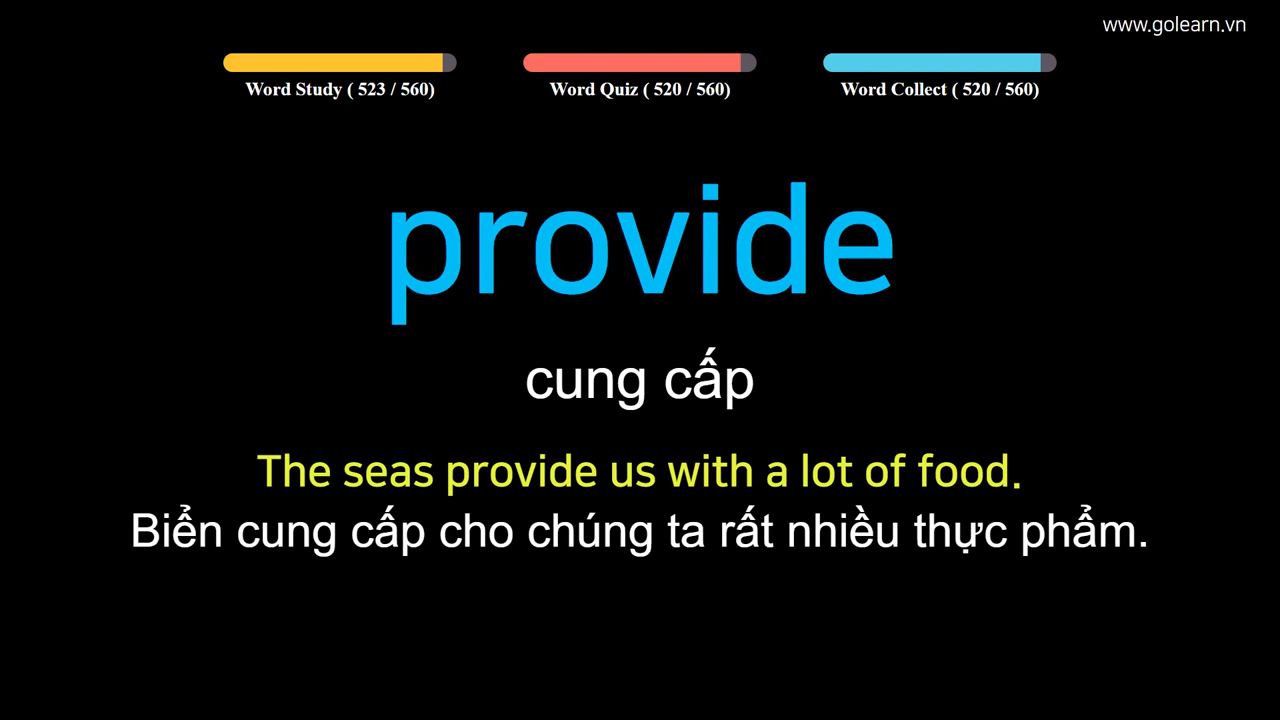 www.golearn.vn
Word Study ( 523 / 560) Word Quiz ( 520 / 560) Word Collect ( 520 / 560)
provide
cung cấp
The seas provide us with a lot of food.
Biển cung cấp cho chúng ta rất nhiều thực phẩm.